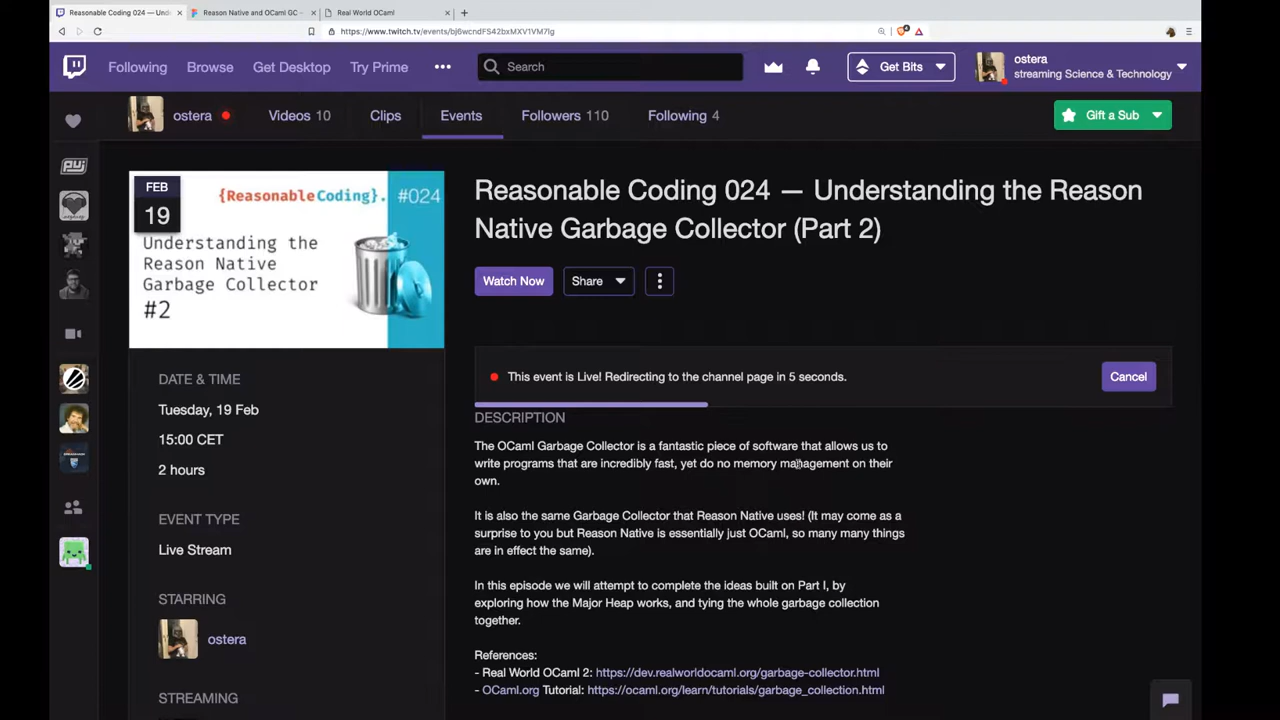 Reasonable Coding 024 — Unde
Reason Native and OCaml GC -
Real World OCaml
https://www.twitch.tv/events/bj6wcndFS42bxMXV1VM7Ig
Following
Browse
Get Desktop
Try Prime
Search
Get Bits
ostera
streaming Science & Technology
ostera
Videos 10
Clips
Events
Followers 110
Following 4
Gift a Sub
FEB
19
{ReasonableCoding}.
#024
Understanding the
Reason Native
Garbage Collector
#2
Reasonable Coding 024 — Understanding the Reason
Native Garbage Collector (Part 2)
Watch Now
Share
This event is Live! Redirecting to the channel page in 5 seconds.
Cancel
DATE & TIME
Tuesday, 19 Feb
15:00 CET
2 hours
EVENT TYPE
Live Stream
STARRING
ostera
STREAMING
DESCRIPTION
The OCaml Garbage Collector is a fantastic piece of software that allows us to
write programs that are incredibly fast, yet do no memory management on their
own.
It is also the same Garbage Collector that Reason Native uses! (It may come as a
surprise to you but Reason Native is essentially just OCaml, so many many things
are in effect the same).
In this episode we will attempt to complete the ideas built on Part I, by
exploring how the Major Heap works, and tying the whole garbage collection
together.
References:
- Real World OCaml 2: https://dev.realworldocaml.org/garbage-collector.html
- OCaml.org Tutorial: https://ocaml.org/learn/tutorials/garbage_collection.html